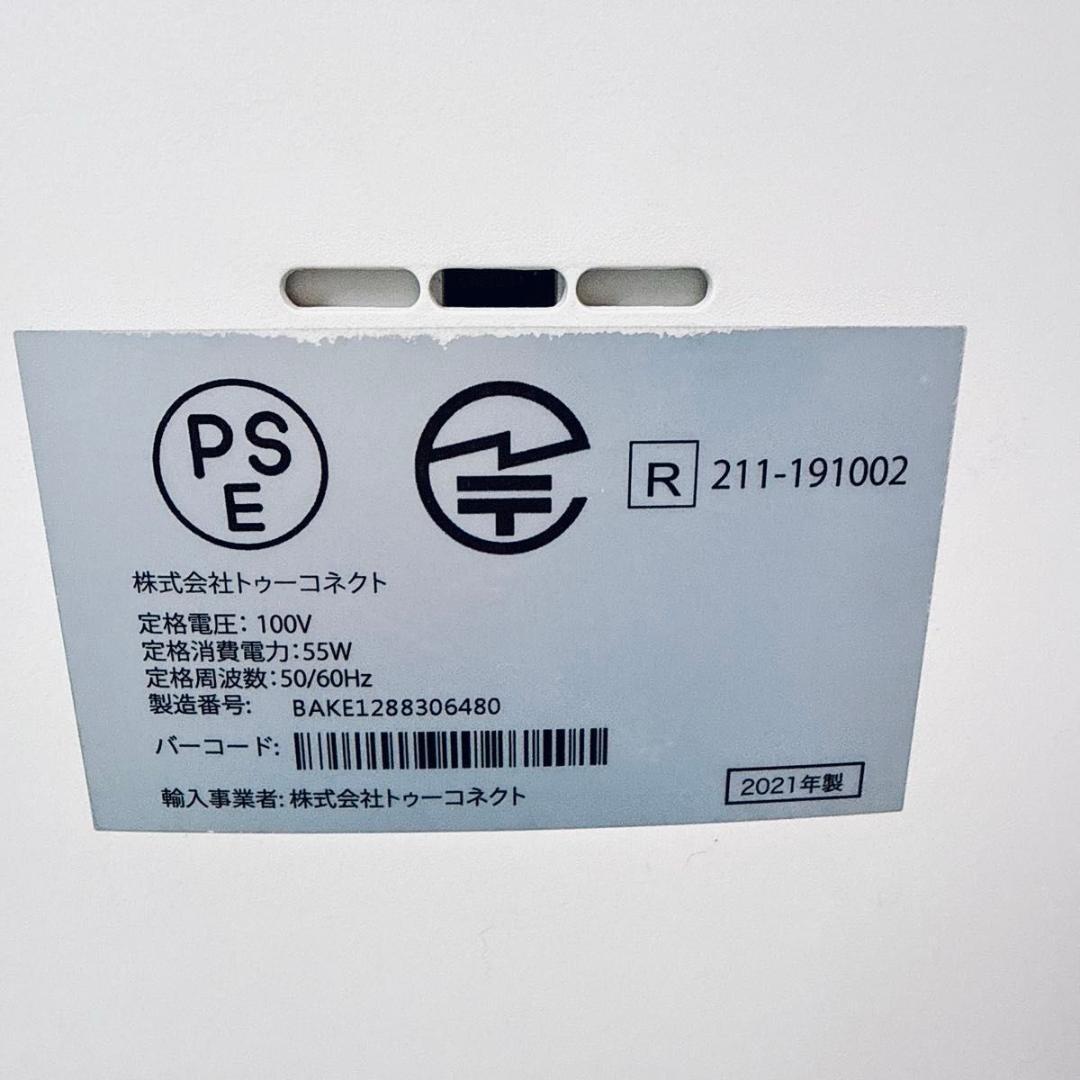 PS
E
R 211-191002
株式会社トゥーコネクト
定格電圧: 100V
定格消費電力:55W
定格周波数:50/60Hz
製造番号: BAKE1288306480
バーコード:
輸入事業者: 株式会社トゥーコネクト
2021年製